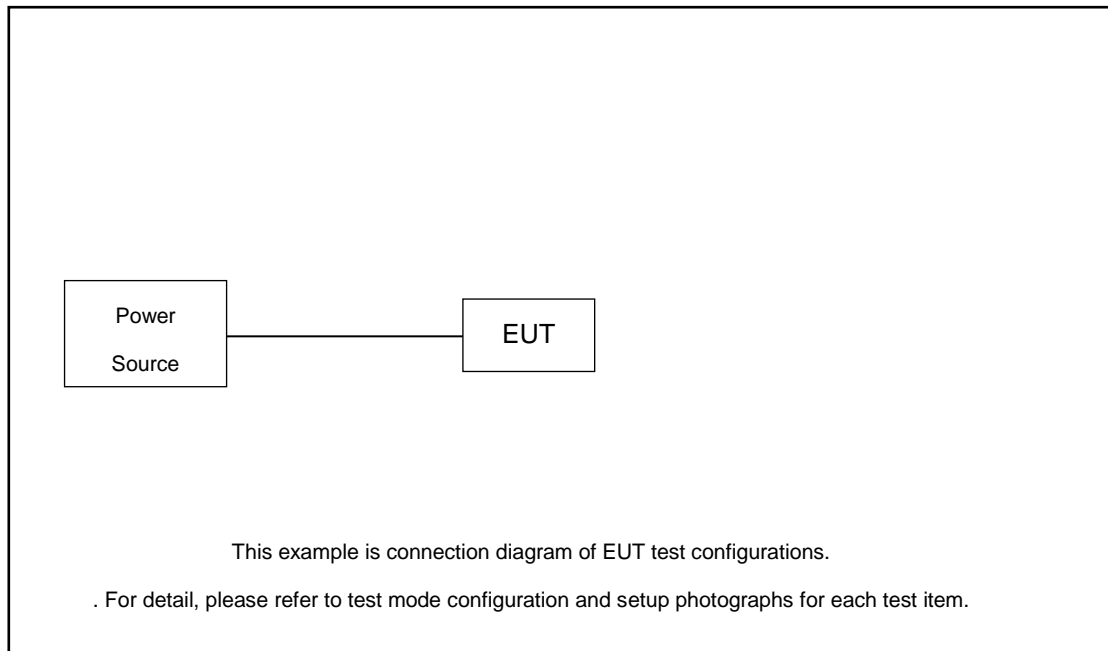 Power
Source
EUT
This example is connection diagram of EUT test configurations.
. For detail, please refer to test mode configuration and setup photographs for each test item.